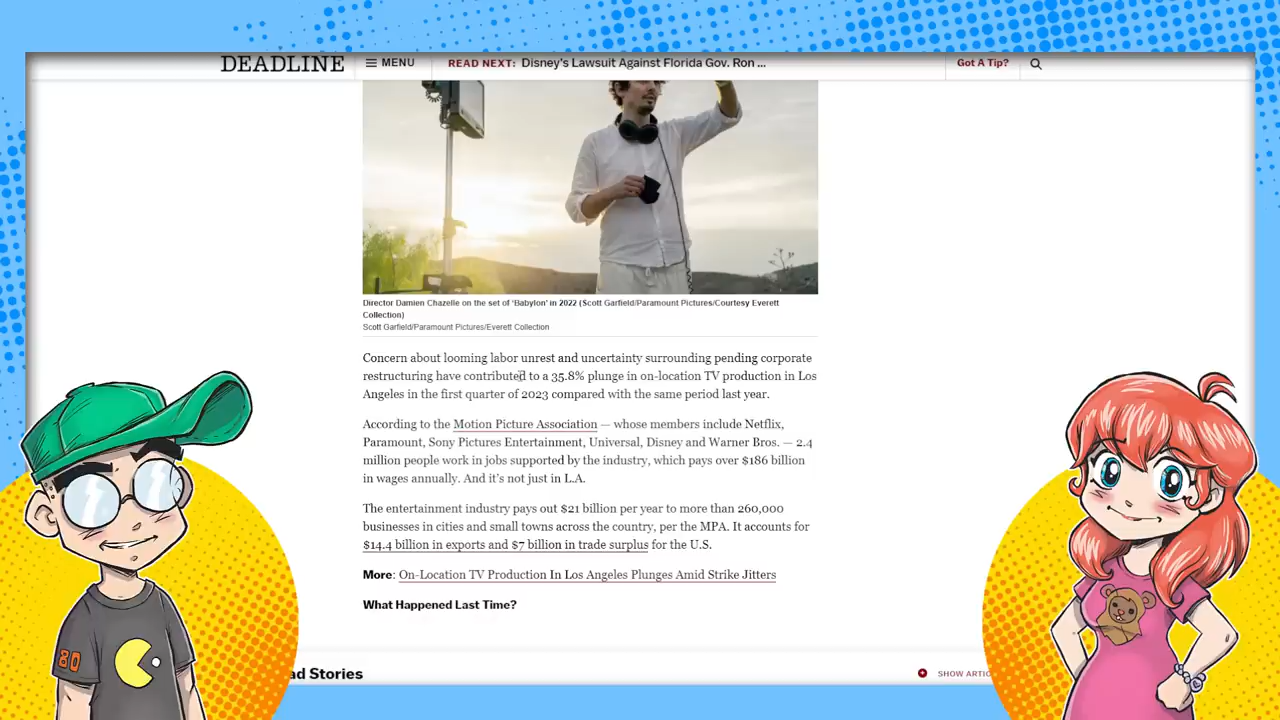 DEADLINE
MENU
READ NEXT: Disney's Lawsuit Against Florida Gov. Ron ...
Got A Tip?
Director Damien Chazelle on the set of 'Babylon' in 2022 (Scott Garfield/Paramount Pictures/Courtesy Everett
Collection)
Scott Garfield/Paramount Pictures/Everett Collection
Concern about looming labor unrest and uncertainty surrounding pending corporate
restructuring have contributed to a 35.8% plunge in on-location TV production in Los
Angeles in the first quarter of 2023 compared with the same period last year.
According to the Motion Picture Association — whose members include Netflix,
Paramount, Sony Pictures Entertainment, Universal, Disney and Warner Bros. — 2.4
million people work in jobs supported by the industry, which pays over $186 billion
in wages annually. And it's not just in L.A.
The entertainment industry pays out $21 billion per year to more than 260,000
businesses in cities and small towns across the country, per the MPA. It accounts for
$14.4 billion in exports and $7 billion in trade surplus for the U.S.
More: On-Location TV Production In Los Angeles Plunges Amid Strike Jitters
What Happened Last Time?
80
Stories
SHOW